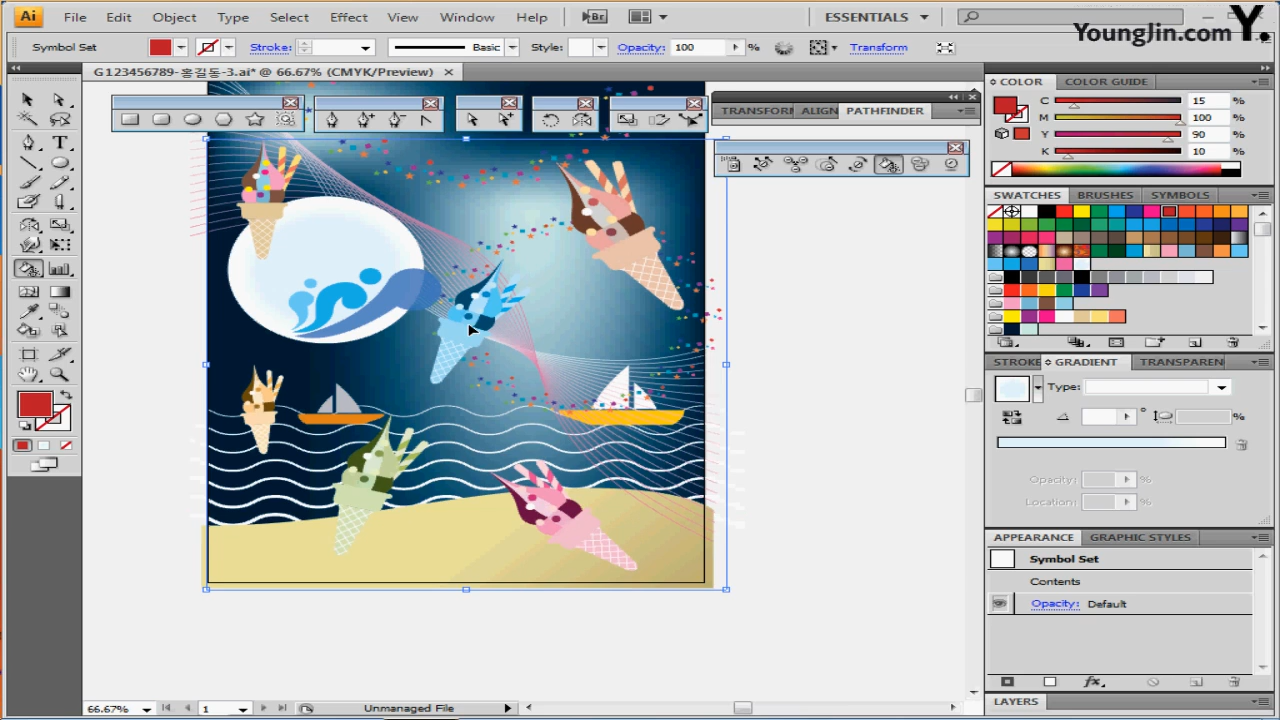 Ai File Edit Object Type Select Effect View Window Help Br ESSENTIALS
Y.
YoungJin.com
Symbol Set Stroke: Basic Style: Opacity: 100 % Transform
G123456789-홍길동-3.ai* @ 66.67% (CMYK/Preview)
COLOR COLOR GUIDE
C 15 %
M 100 %
Y 90 %
K 10 %
TRANSFORM ALIGN PATHFINDER
SWATCHES BRUSHES SYMBOLS
STROKE GRADIENT TRANSPAREN
Type:
° %
Opacity: %
Location: %
APPEARANCE GRAPHIC STYLES
Symbol Set
Contents
Opacity: Default
fx
LAYERS
66.67% 1 Unmanaged File